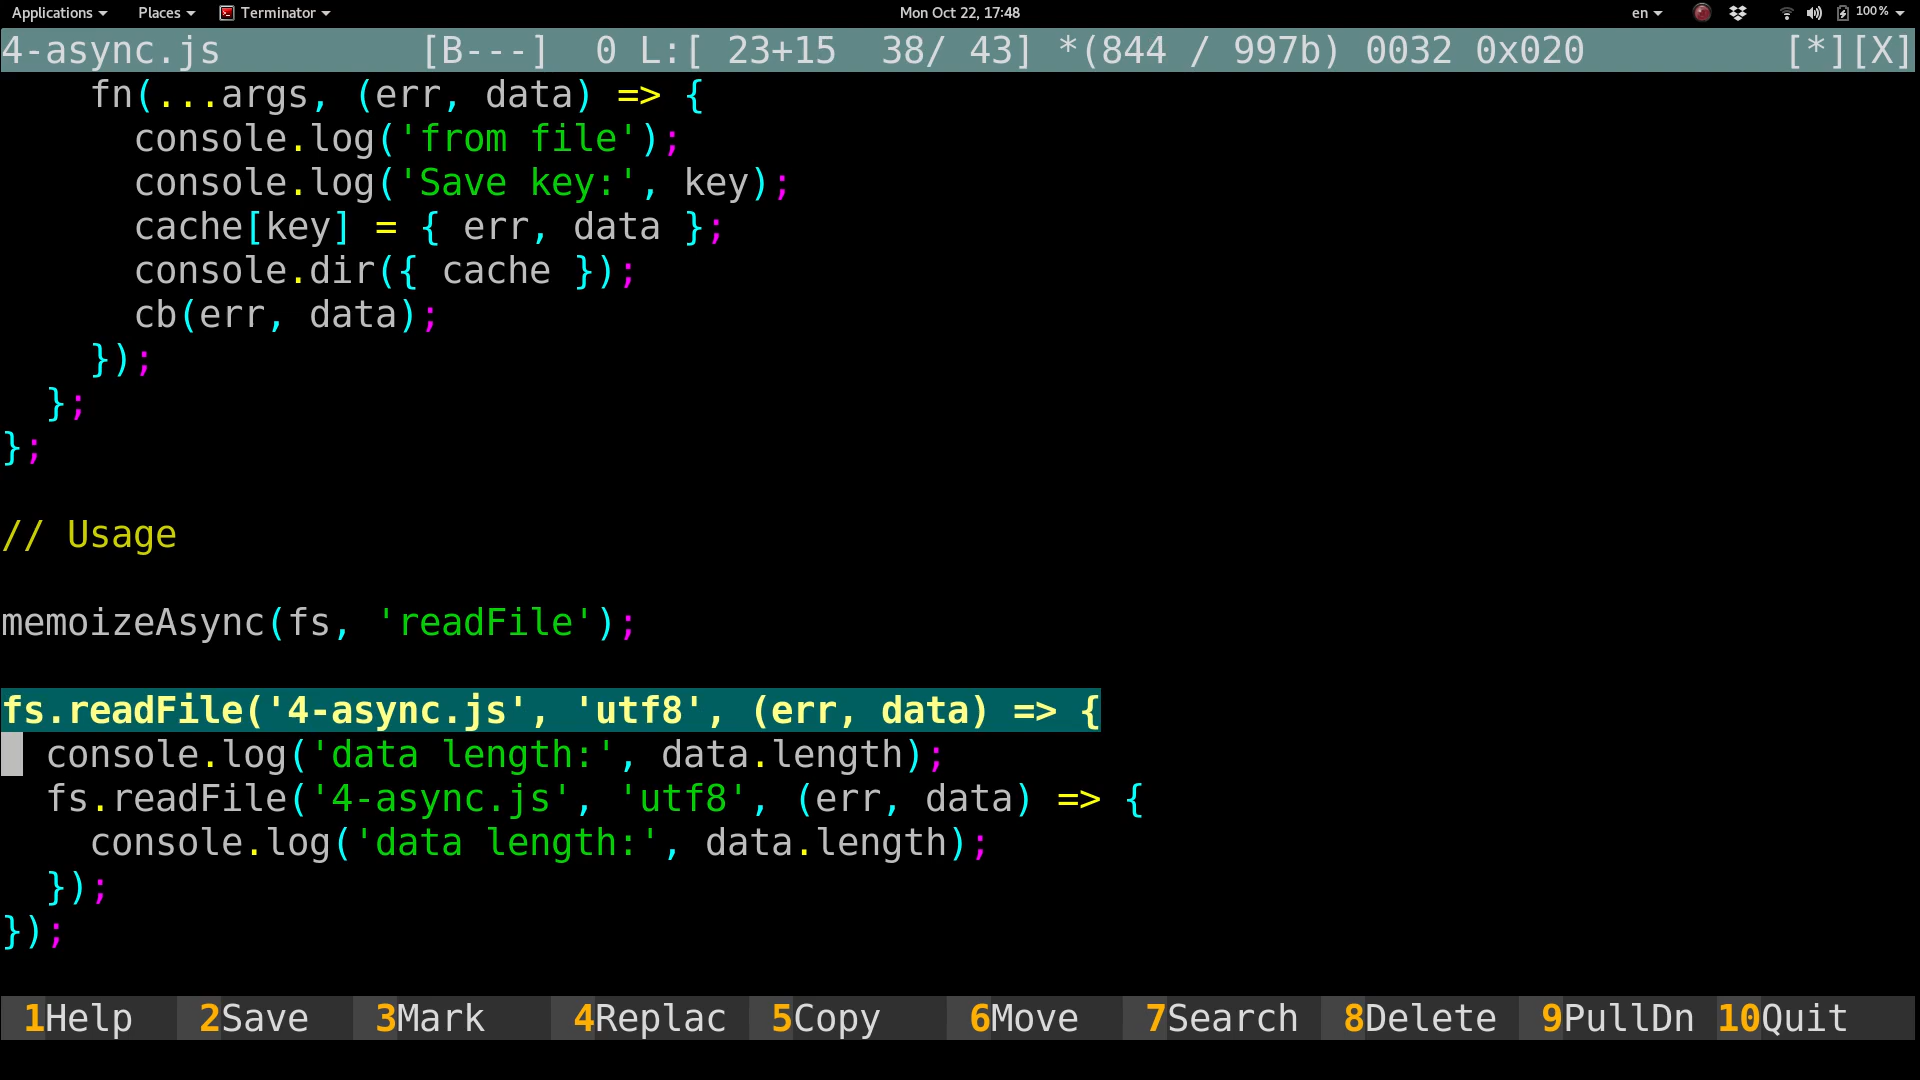 Applications Places Terminator Mon Oct 22, 17:48 en 100%
4-async.js [B---] 0 L:[ 23+15 38/ 43] *(844 / 997b) 0032 0x020 [*][X]
    fn(...args, (err, data) => {
      console.log('from file');
      console.log('Save key:', key);
      cache[key] = { err, data };
      console.dir({ cache });
      cb(err, data);
    });
  };
};
// Usage
memoizeAsync(fs, 'readFile');
fs.readFile('4-async.js', 'utf8', (err, data) => {
  console.log('data length:', data.length);
  fs.readFile('4-async.js', 'utf8', (err, data) => {
    console.log('data length:', data.length);
  });
});
1Help 2Save 3Mark 4Replac 5Copy 6Move 7Search 8Delete 9PullDn 10Quit